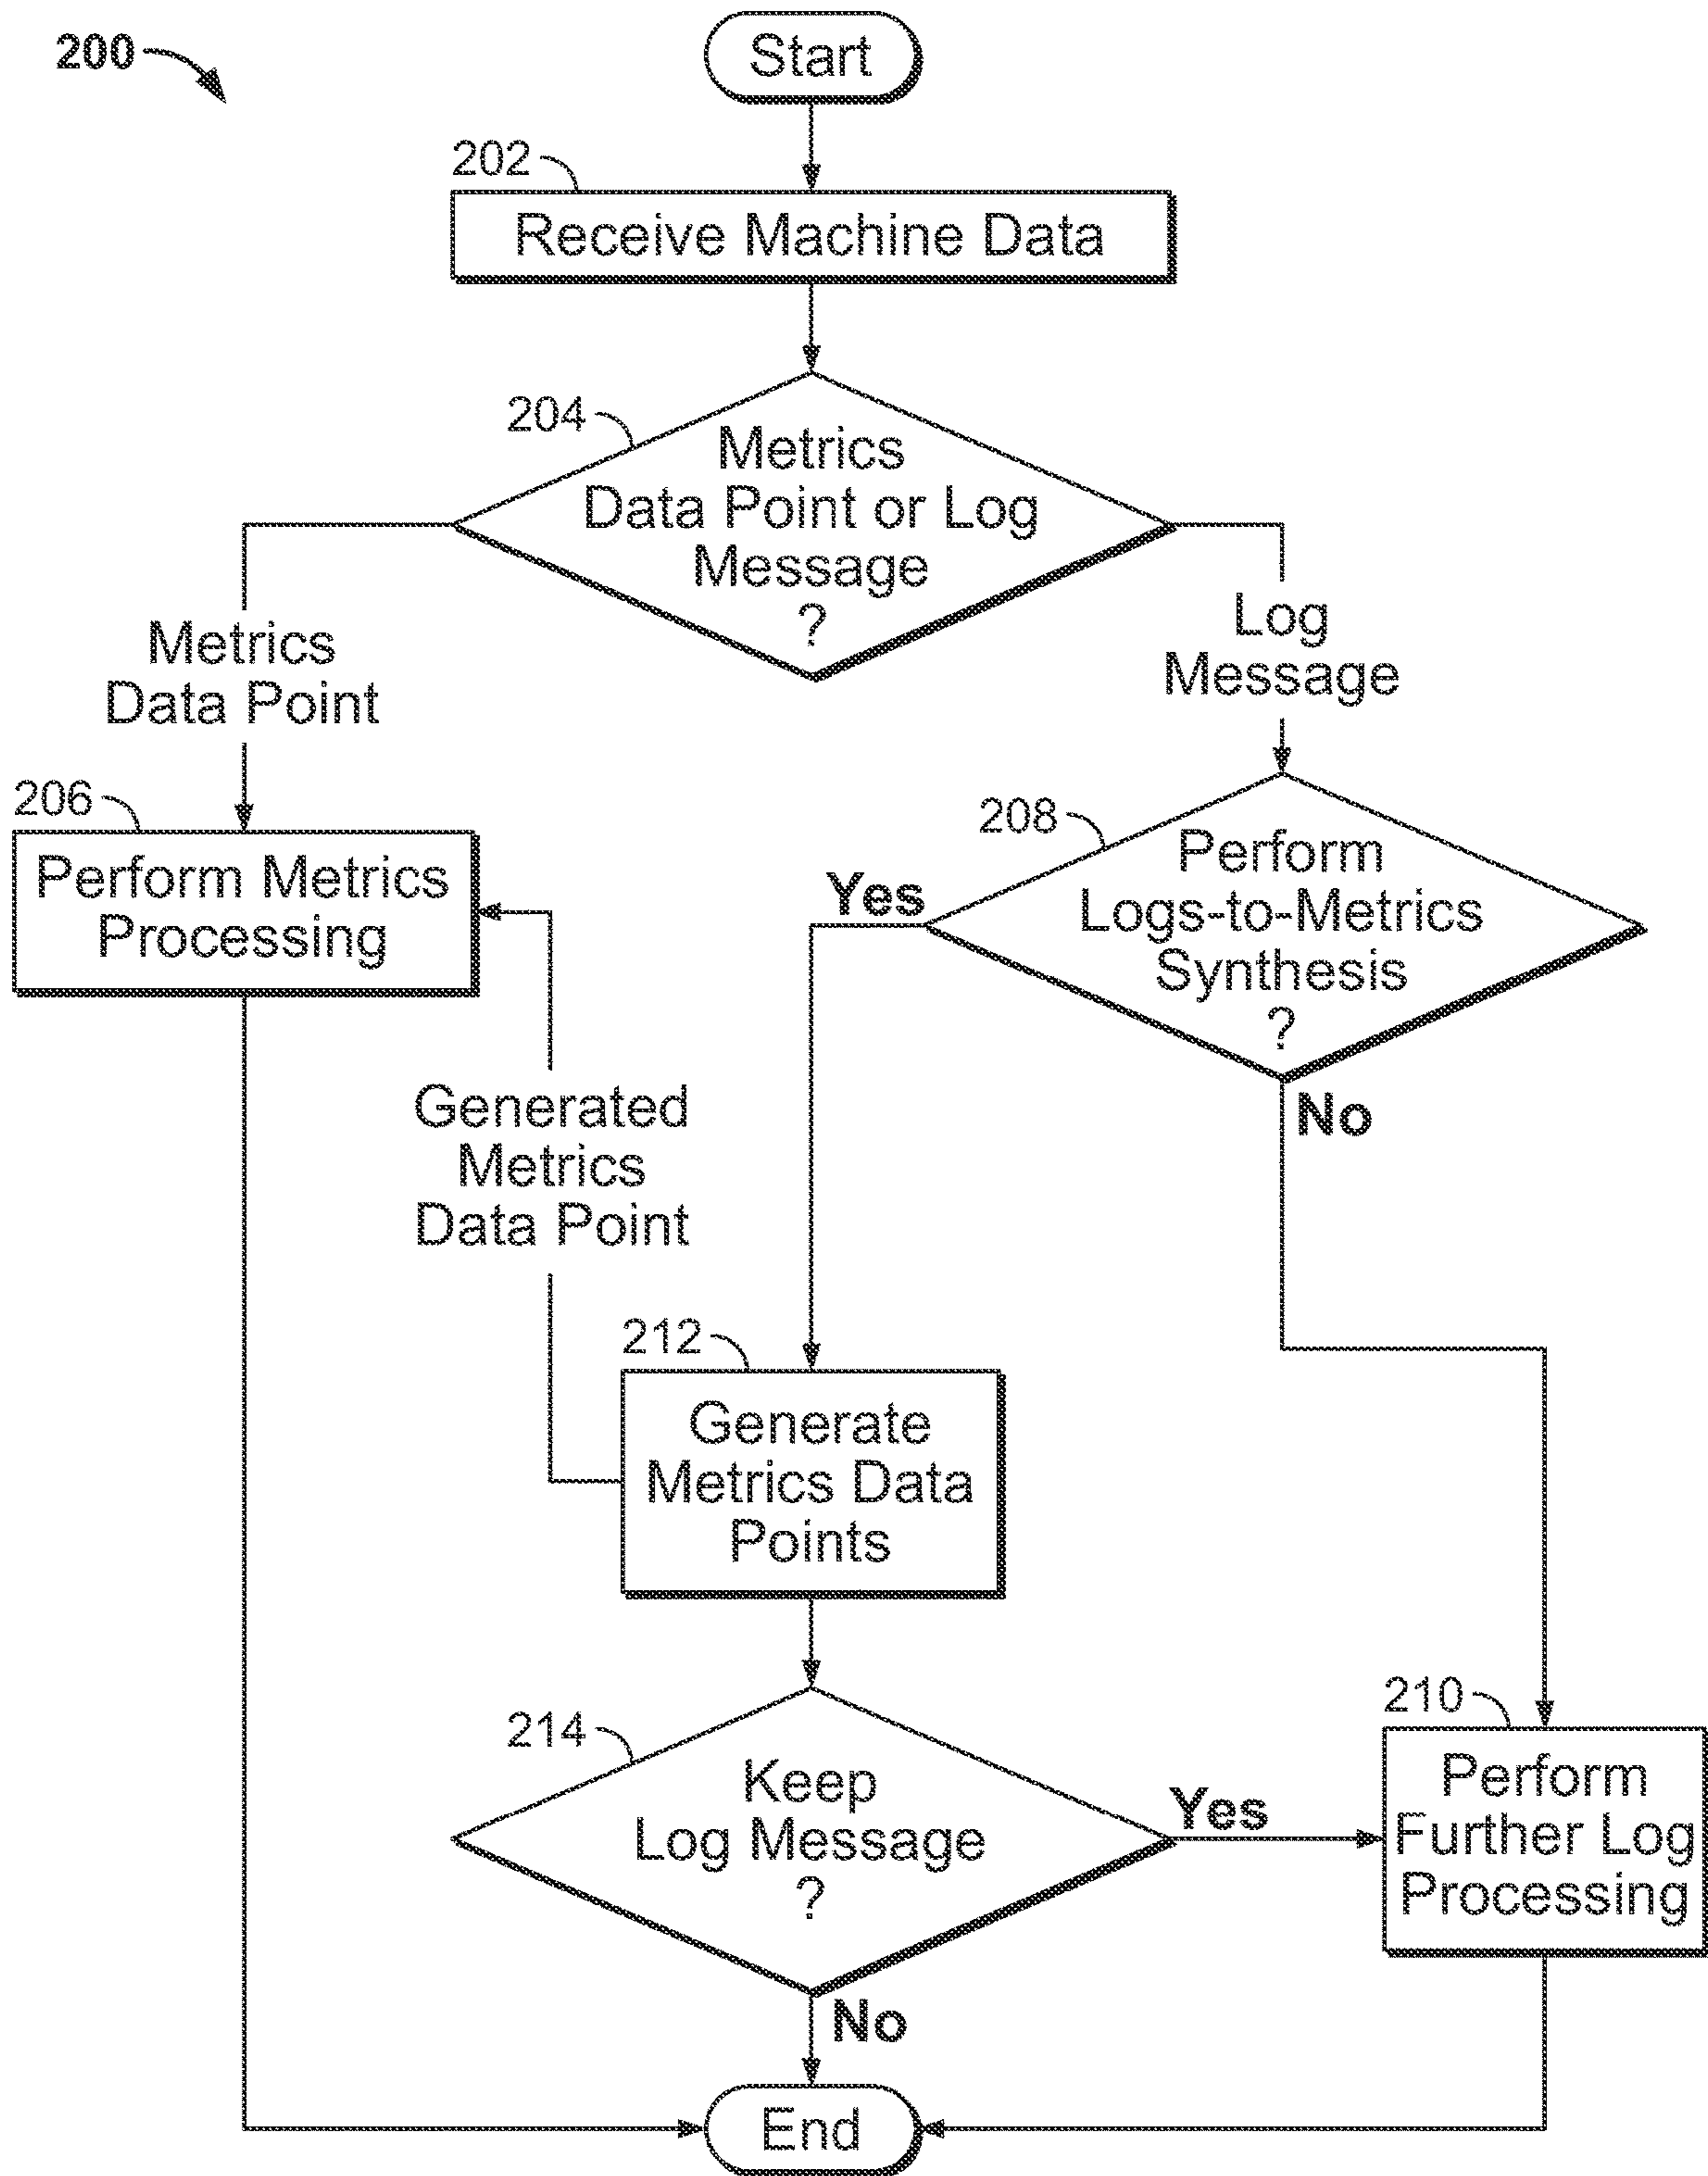 200
Start
202
Receive Machine Data
204
Metrics
Data Point or Log
Message
?
Metrics
Data Point
Log
Message
206
Perform Metrics
Processing
208
Perform
Logs-to-Metrics
Synthesis
?
Yes
No
Generated
Metrics
Data Point
212
Generate
Metrics Data
Points
214
Keep
Log Message
?
Yes
210
Perform
Further Log
Processing
No
End